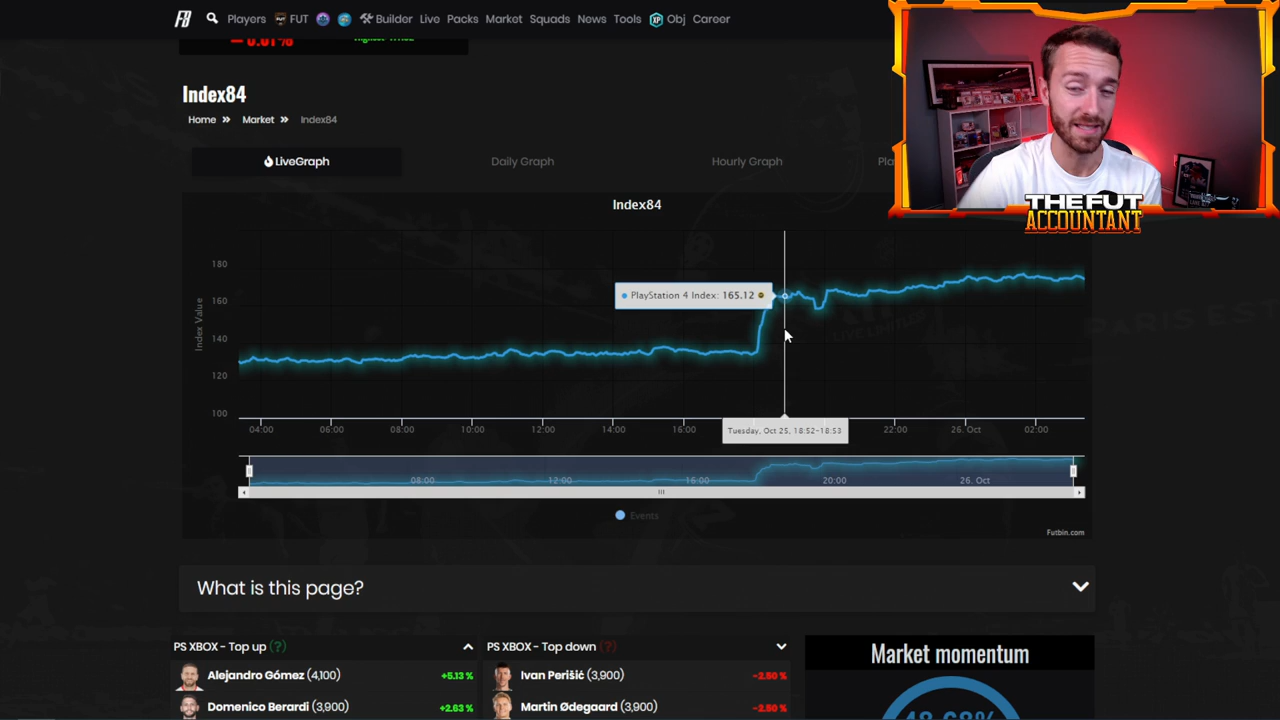 Players FUT Builder Live Packs Market Squads News Tools XP Obj Career
Index84
Home » Market » Index84
LiveGraph Daily Graph Hourly Graph
Index84
Index Value
180
160
140
120
100
PlayStation 4 Index: 165.12
04:00 06:00 08:00 10:00 12:00 14:00 16:00 22:00 26. Oct 02:00
Tuesday, Oct 25, 18:52-18:53
08:00 12:00 16:00 20:00 26. Oct
Events
Futbin.com
What is this page?
PS XBOX - Top up (?)
Alejandro Gómez (4,100) +5.13 %
Domenico Berardi (3,900) +2.63 %
PS XBOX - Top down (?)
Ivan Perišić (3,900) -2.50 %
Martin Ødegaard (3,900) -2.50 %
Market momentum
THE FUT
ACCOUNTANT